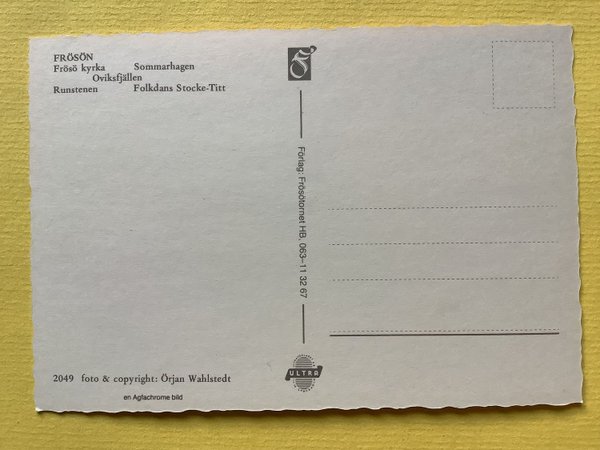 FRÖSÖN
Frösö kyrka Sommarhagen
Oviksfjällen
Runstenen Folkdans Stocke-Titt
Förlag: Frösötornet HB, 063–11 32 67
ULTRA
2049 foto & copyright: Örjan Wahlstedt
en Agfachrome bild